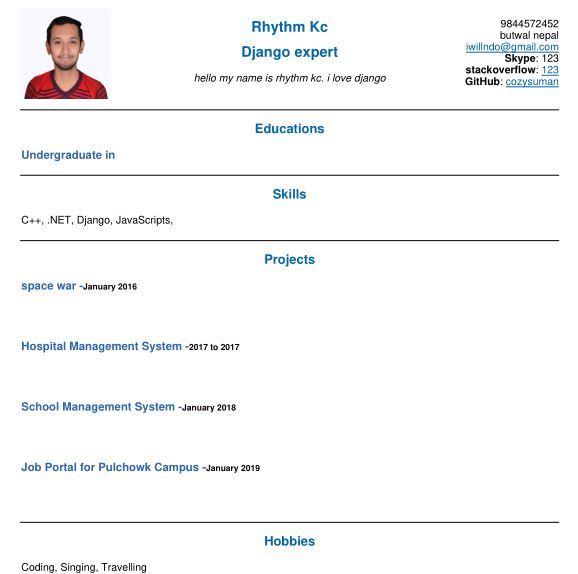 Rhythm Kc
Django expert
hello my name is rhythm kc. i love django
9844572452
butwal nepal
iwillndo@gmail.com
Skype: 123
stackoverflow: 123
GitHub: cozysuman
Educations
Undergraduate in
Skills
C++, .NET, Django, JavaScripts,
Projects
space war -January 2016
Hospital Management System -2017 to 2017
School Management System -January 2018
Job Portal for Pulchowk Campus -January 2019
Hobbies
Coding, Singing, Travelling